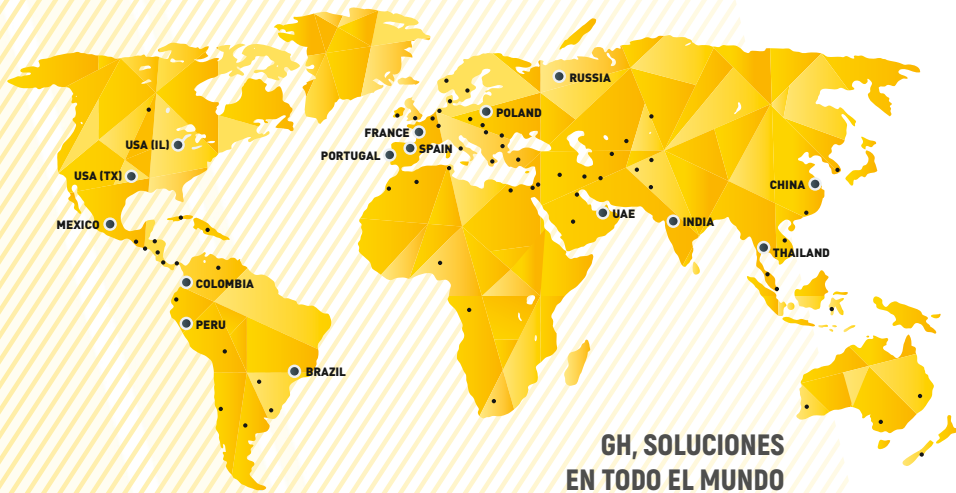 RUSSIA
POLAND
FRANCE
SPAIN
PORTUGAL
USA (IL)
USA (TX)
MEXICO
CHINA
UAE
INDIA
THAILAND
COLOMBIA
PERU
BRAZIL
GH, SOLUCIONES
EN TODO EL MUNDO